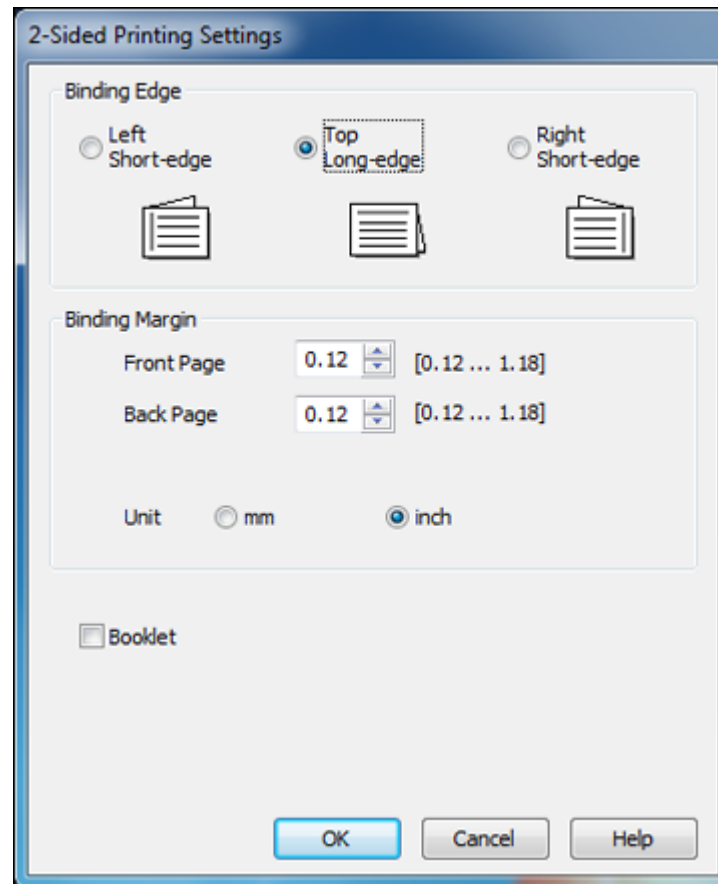 2-Sided Printing Settings
Binding Edge
Left
Short-edge
Top
Long-edge
Right
Short-edge
Binding Margin
Front Page 0.12 [0.12 ... 1.18]
Back Page 0.12 [0.12 ... 1.18]
Unit mm inch
Booklet
OK Cancel Help